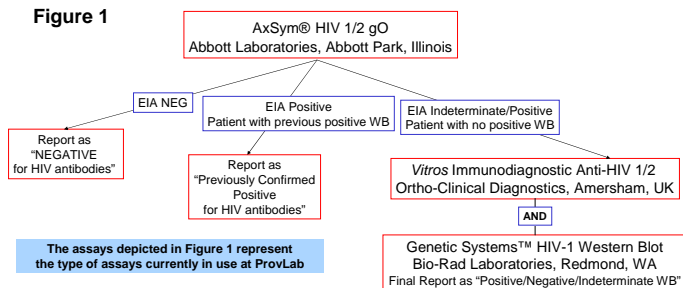 Figure 1
AxSym® HIV 1/2 gO
Abbott Laboratories, Abbott Park, Illinois
EIA NEG
EIA Positive
Patient with previous positive WB
EIA Indeterminate/Positive
Patient with no positive WB
Report as
“NEGATIVE
for HIV antibodies”
Report as
“Previously Confirmed
Positive
for HIV antibodies”
Vitros Immunodiagnostic Anti-HIV 1/2
Ortho-Clinical Diagnostics, Amersham, UK
AND
Genetic Systems™ HIV-1 Western Blot
Bio-Rad Laboratories, Redmond, WA
Final Report as “Positive/Negative/Indeterminate WB”
The assays depicted in Figure 1 represent
the type of assays currently in use at ProvLab